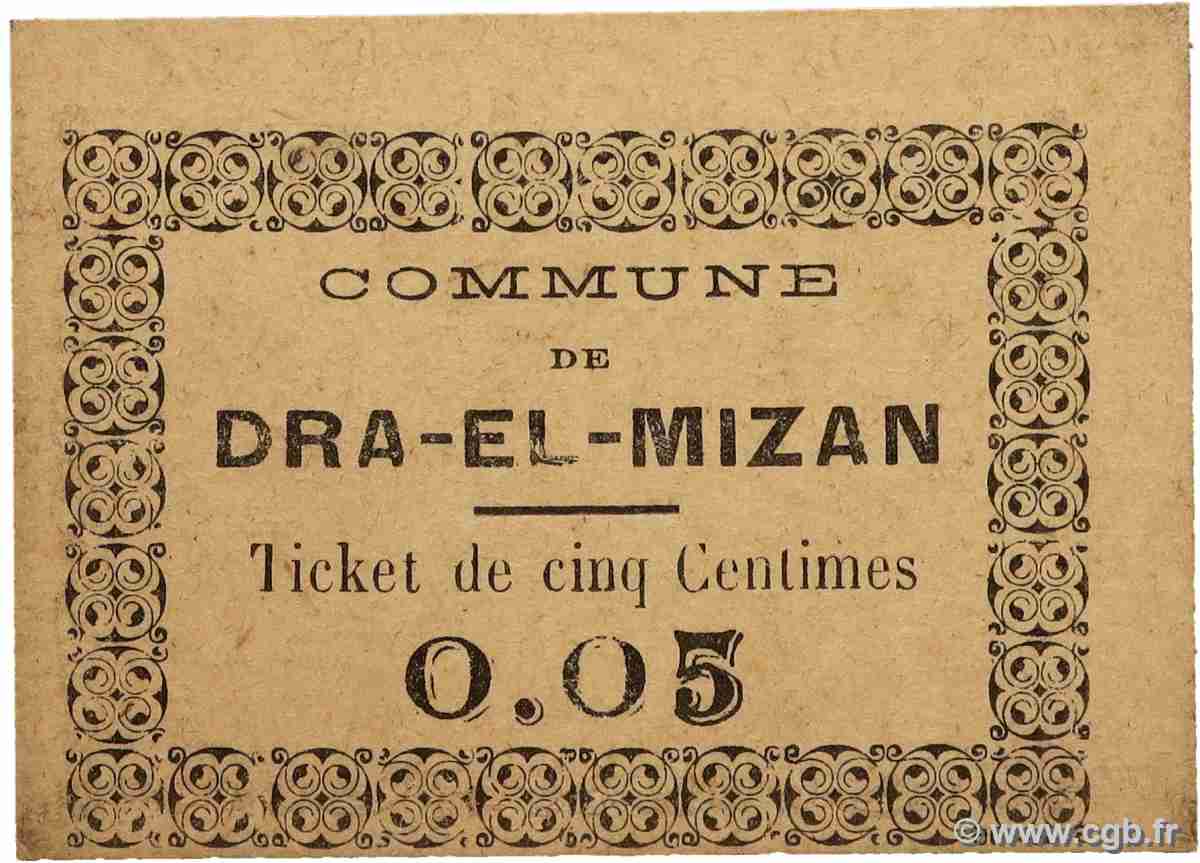 COMMUNE
DE
DRA-EL-MIZAN
Ticket de cinq Centimes
0.05
© www.cgb.fr